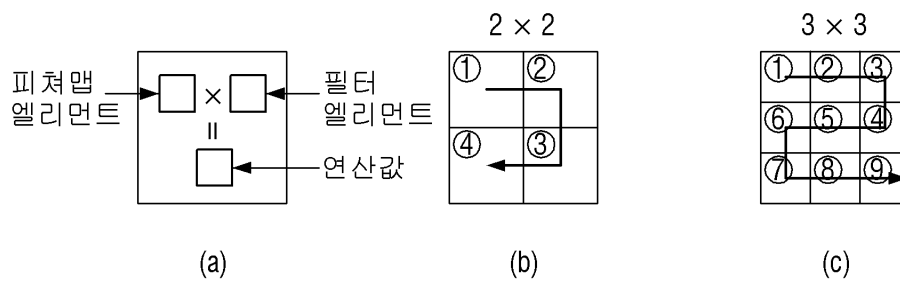 피쳐맵
엘리먼트
×
=
필터
엘리먼트
연산값
(a)
2 × 2
① ②
④ ③
(b)
3 × 3
① ② ③
⑥ ⑤ ④
⑦ ⑧ ⑨
(c)